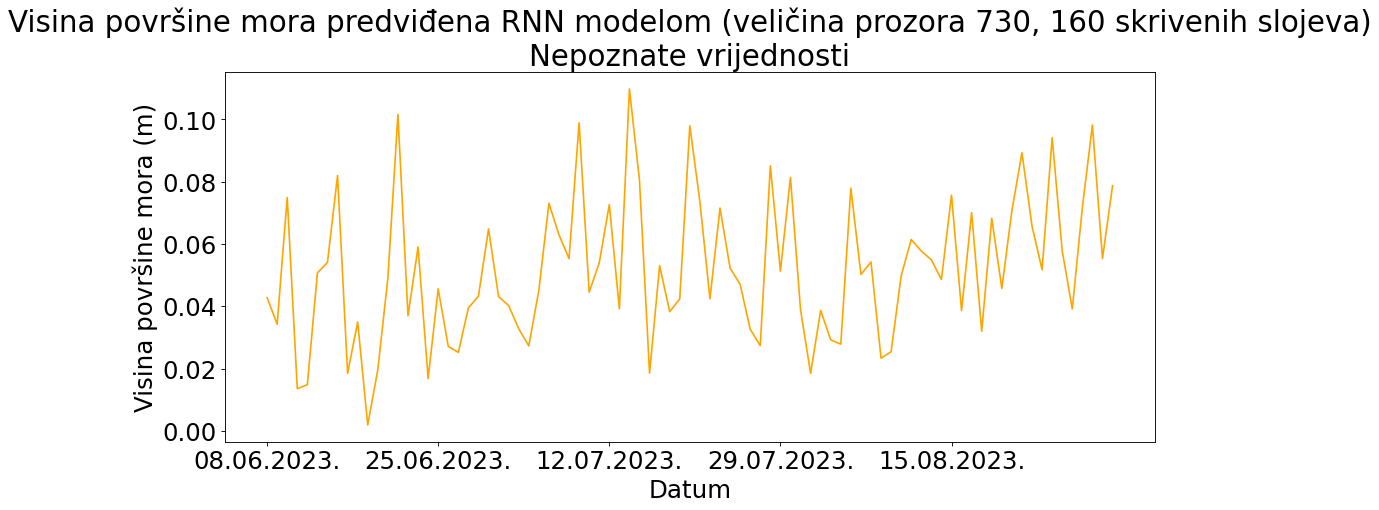 Visina površine mora predviđena RNN modelom (veličina prozora 730, 160 skrivenih slojeva)
Nepoznate vrijednosti
Visina površine mora (m)
0.10
0.08
0.06
0.04
0.02
0.00
08.06.2023. 25.06.2023. 12.07.2023. 29.07.2023. 15.08.2023.
Datum